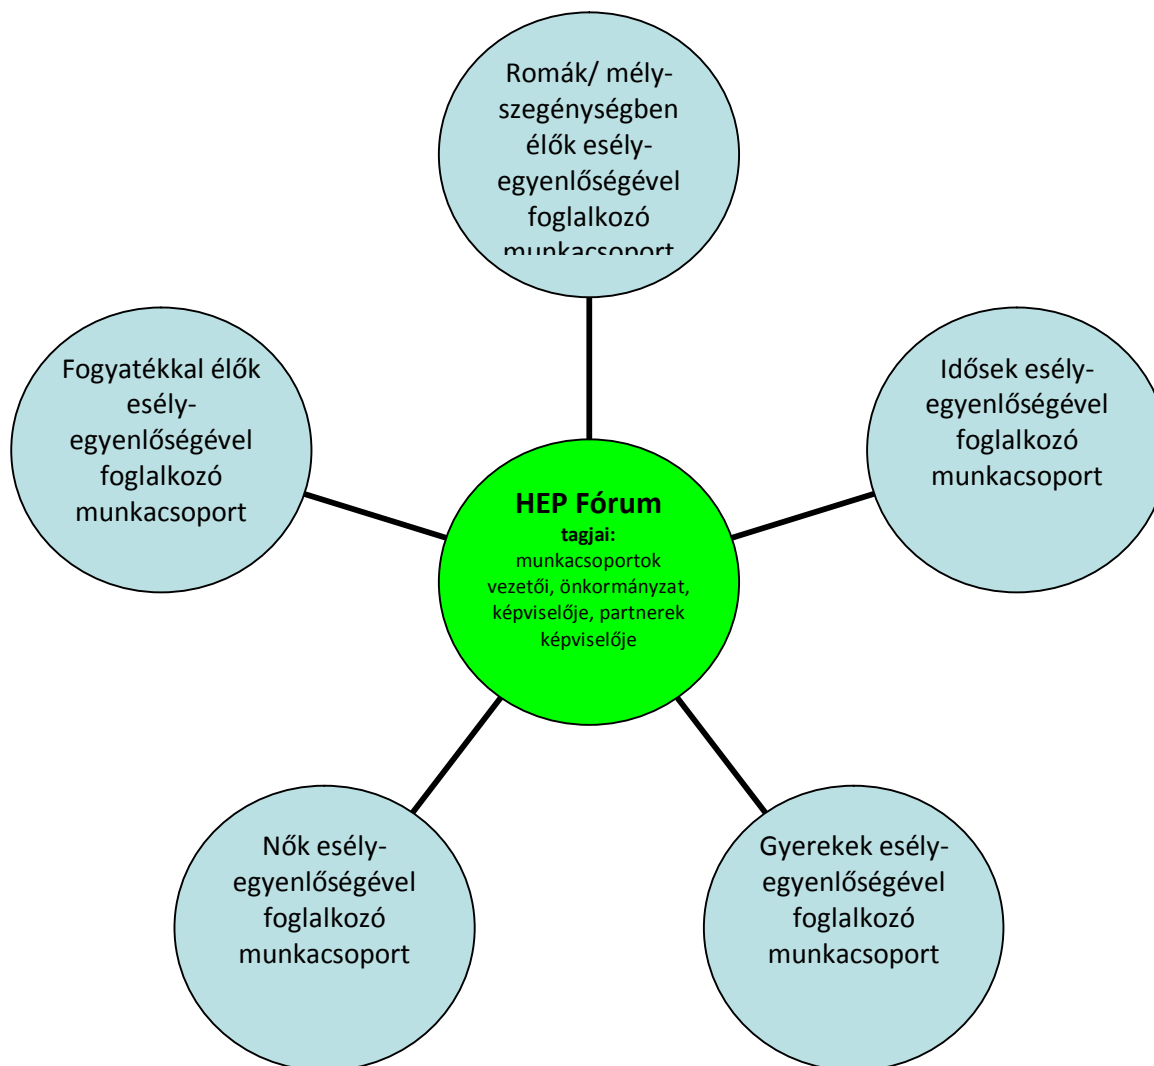 Romák/ mély-
szegénységben
élők esély-
egyenlőségével
foglalkozó
munkacsoport
Fogyatékkal élők
esély-
egyenlőségével
foglalkozó
munkacsoport
Idősek esély-
egyenlőségével
foglalkozó
munkacsoport
HEP Fórum
tagjai:
munkacsoportok
vezetői, önkormányzat,
képviselője, partnerek
képviselője
Nők esély-
egyenlőségével
foglalkozó
munkacsoport
Gyerekek esély-
egyenlőségével
foglalkozó
munkacsoport